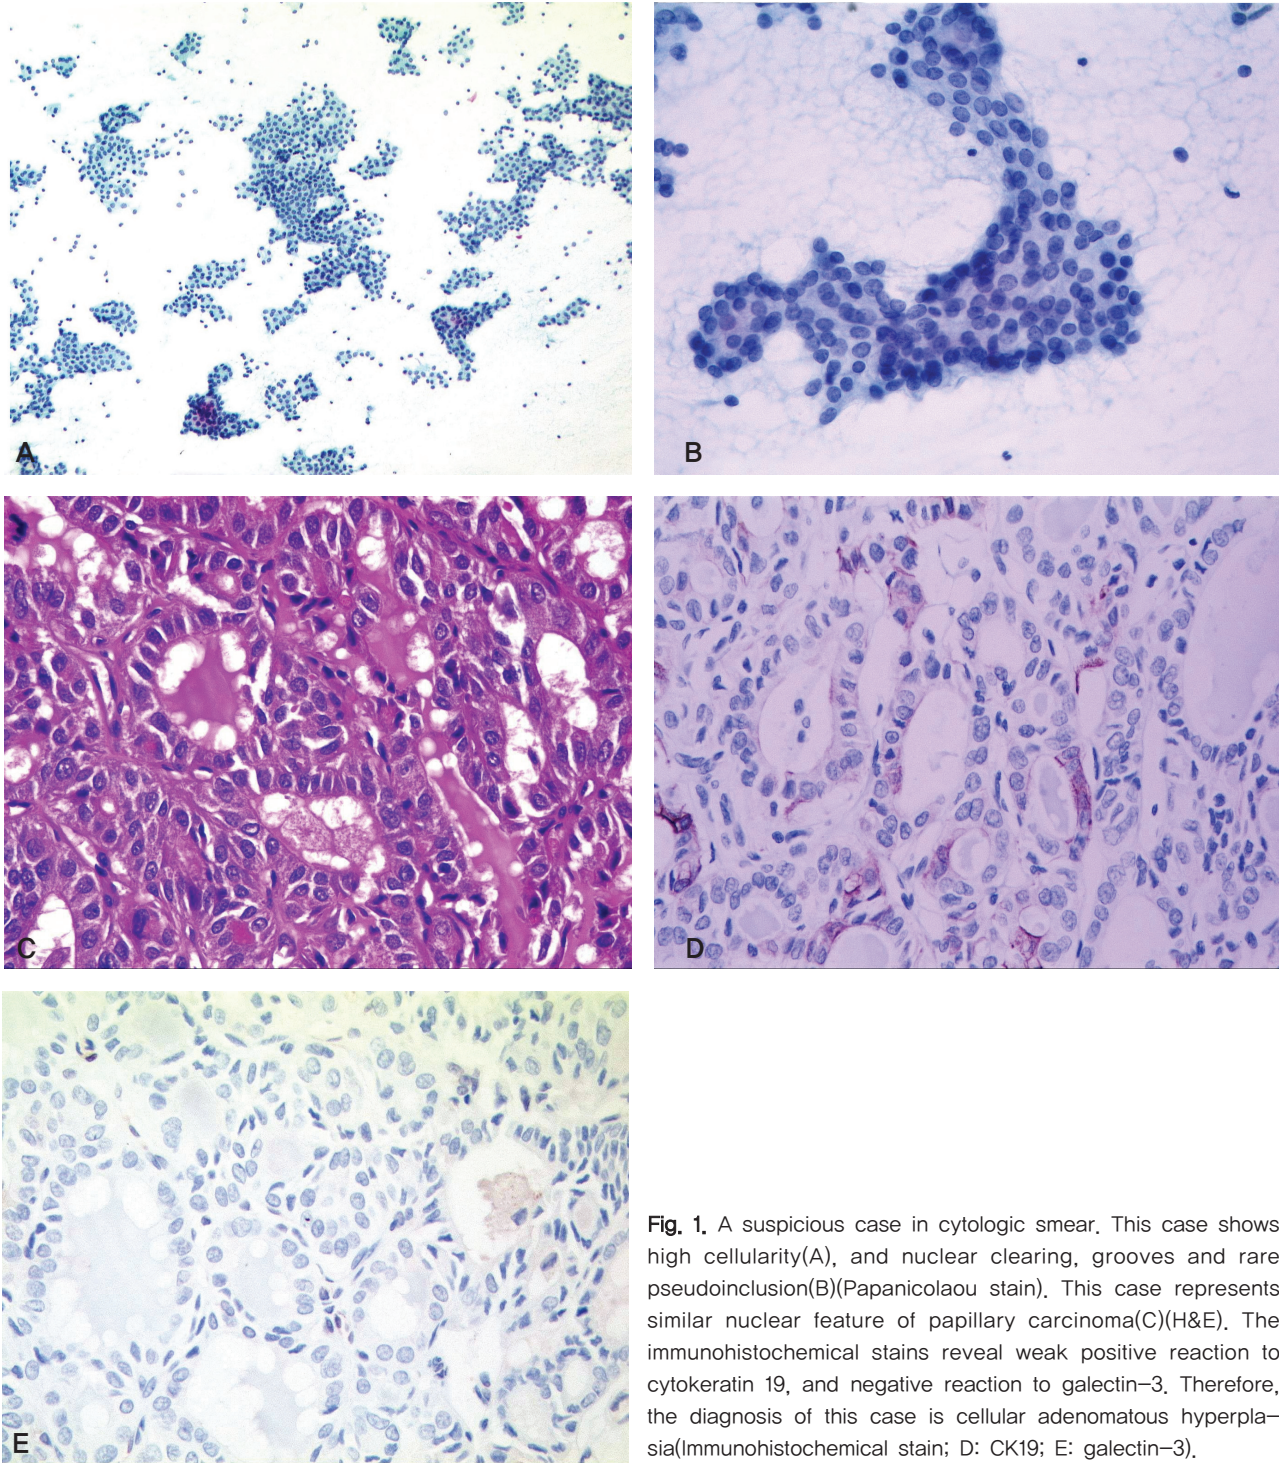 A
B
C
D
E
Fig. 1. A suspicious case in cytologic smear. This case shows
high cellularity(A), and nuclear clearing, grooves and rare
pseudoinclusion(B)(Papanicolaou stain). This case represents
similar nuclear feature of papillary carcinoma(C)(H&E). The
immunohistochemical stains reveal weak positive reaction to
cytokeratin 19, and negative reaction to galectin-3. Therefore,
the diagnosis of this case is cellular adenomatous hyperpla-
sia(Immunohistochemical stain; D: CK19; E: galectin-3).